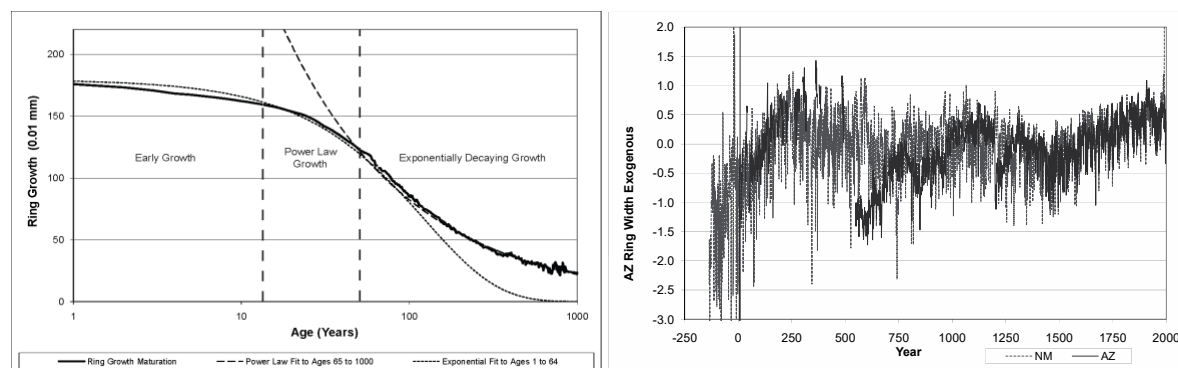 Ring Growth (0.01 mm)
200
150
100
50
0
Early Growth
Power Law
Growth
Exponentially Decaying Growth
1
10
100
1000
Age (Years)
Ring Growth Maturation
Power Law Fit to Ages 65 to 1000
Exponential Fit to Ages 1 to 64
AZ Ring Width Exogenous
2.0
1.5
1.0
0.5
0.0
-0.5
-1.0
-1.5
-2.0
-2.5
-3.0
-250
0
250
500
750
1000
1250
1500
1750
2000
Year
NM
AZ